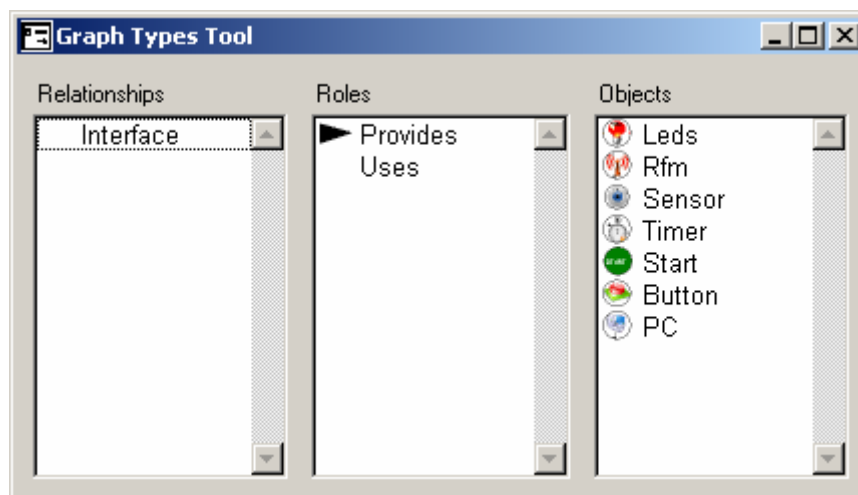 Graph Types Tool
Relationships
Interface
Roles
Provides
Uses
Objects
Leds
Rfm
Sensor
Timer
Start
Button
PC